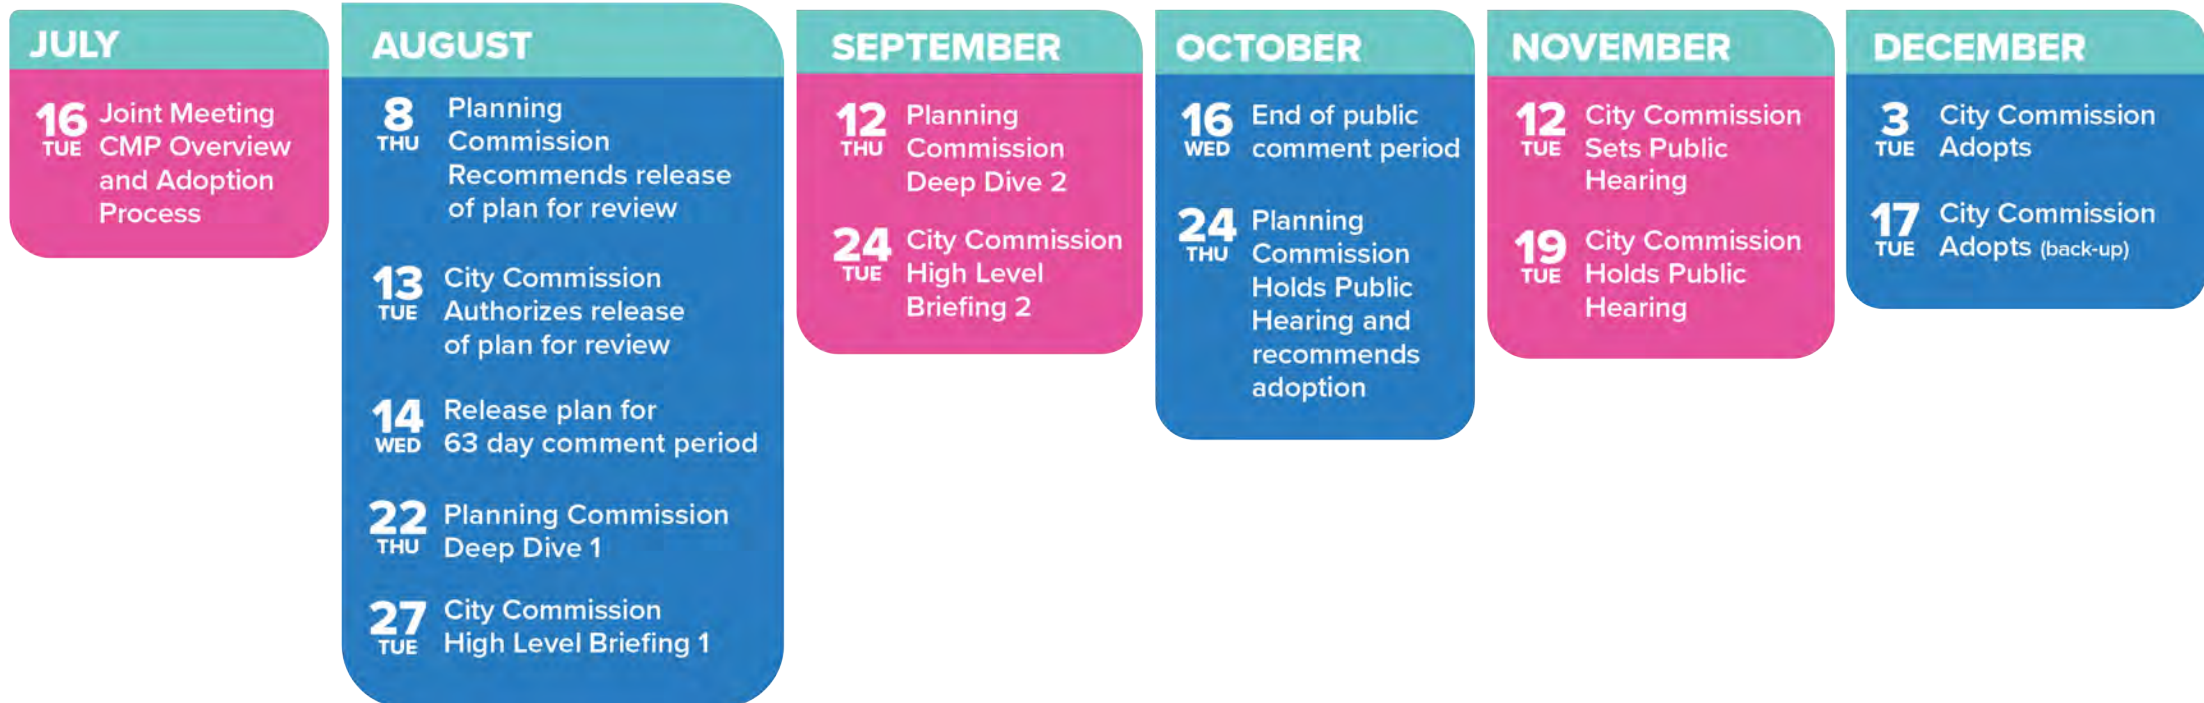 JULY
16 TUE
Joint Meeting
CMP Overview
and Adoption
Process
AUGUST
8 THU
Planning
Commission
Recommends release
of plan for review
13 TUE
City Commission
Authorizes release
of plan for review
14 WED
Release plan for
63 day comment period
22 THU
Planning Commission
Deep Dive 1
27 TUE
City Commission
High Level Briefing 1
SEPTEMBER
12 THU
Planning
Commission
Deep Dive 2
24 TUE
City Commission
High Level
Briefing 2
OCTOBER
16 WED
End of public
comment period
24 THU
Planning
Commission
Holds Public
Hearing and
recommends
adoption
NOVEMBER
12 TUE
City Commission
Sets Public
Hearing
19 TUE
City Commission
Holds Public
Hearing
DECEMBER
3 TUE
City Commission
Adopts
17 TUE
City Commission
Adopts (back-up)